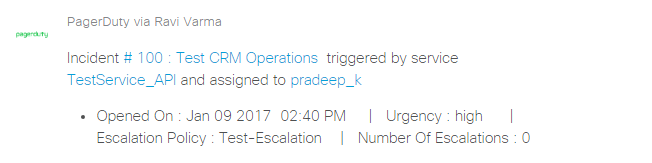 PagerDuty via Ravi Varma
pagerduty
Incident # 100 : Test CRM Operations triggered by service
TestService_API and assigned to pradeep_k
• Opened On : Jan 09 2017 02:40 PM | Urgency : high |
Escalation Policy : Test-Escalation | Number Of Escalations : 0